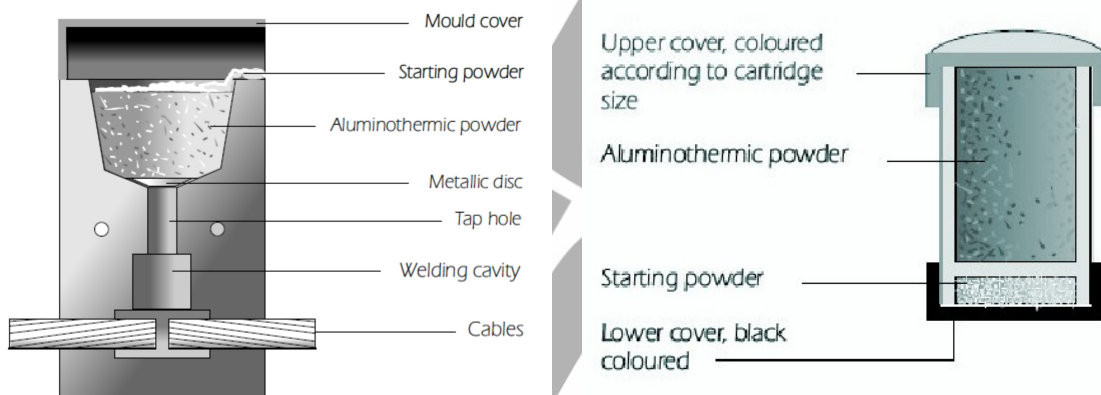 Mould cover
Starting powder
Aluminothermic powder
Metallic disc
Tap hole
Welding cavity
Cables
Upper cover, coloured
according to cartridge
size
Aluminothermic powder
Starting powder
Lower cover, black
coloured